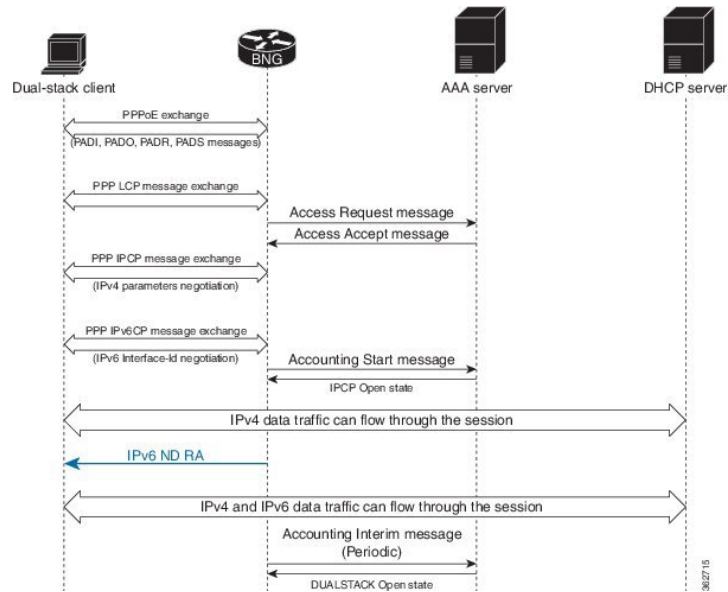 BNG
Dual-stack client
AAA server
DHCP server
PPPoE exchange
(PADI, PADO, PADR, PADS messages)
PPP LCP message exchange
Access Request message
Access Accept message
PPP IPCP message exchange
(IPv4 parameters negotiation)
PPP IPv6CP message exchange
(IPv6 Interface-Id negotiation)
Accounting Start message
IPCP Open state
IPv4 data traffic can flow through the session
IPv6 ND RA
IPv4 and IPv6 data traffic can flow through the session
Accounting Interim message
(Periodic)
DUALSTACK Open state
362715